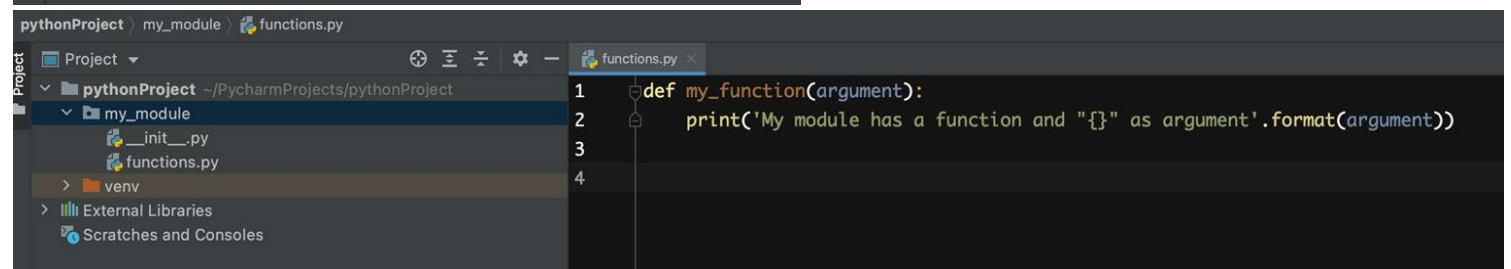 pythonProject 〉 my_module 〉 functions.py
Project
Project
functions.py
pythonProject ~/PycharmProjects/pythonProject
my_module
__init__.py
functions.py
venv
External Libraries
Scratches and Consoles
1 def my_function(argument):
2     print('My module has a function and "{}" as argument'.format(argument))
3
4